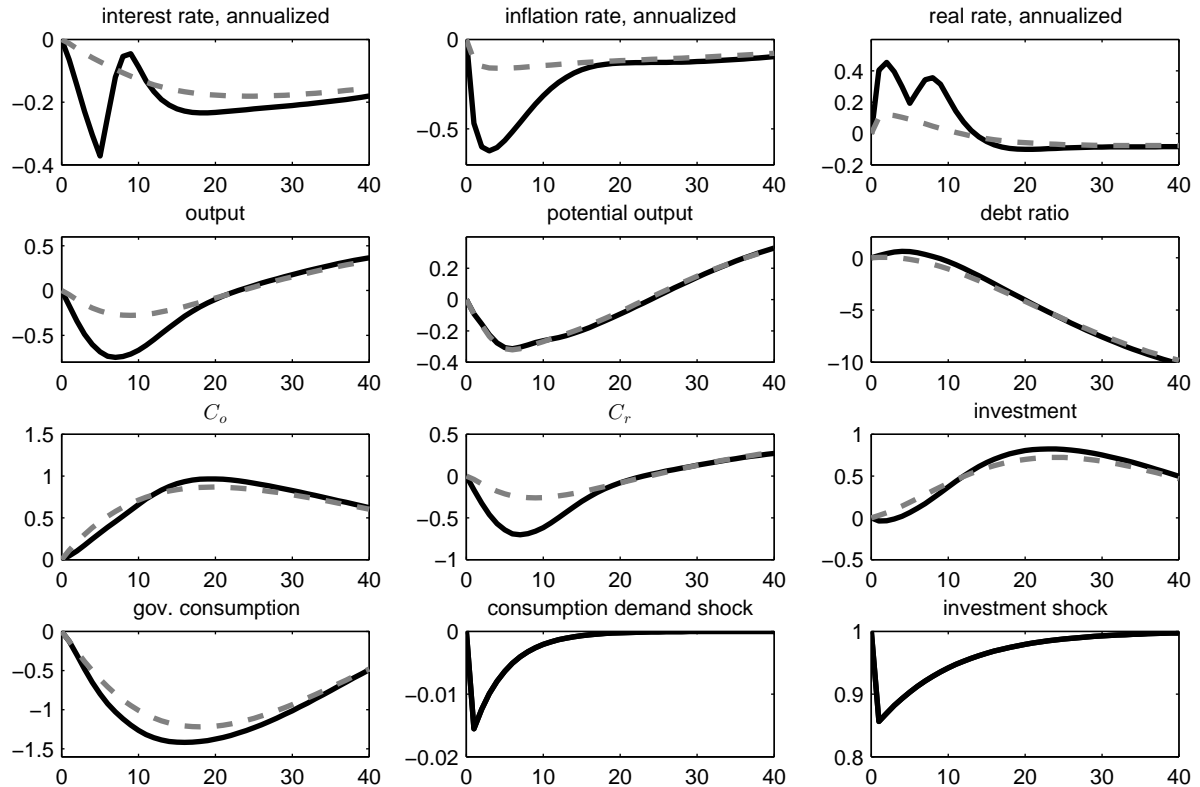 interest rate, annualized inflation rate, annualized real rate, annualized
0 0
−0.2 −0.5 0.4
0.2
0
−0.4 −0.2
0 10 20 30 40 0 10 20 30 40 0 10 20 30 40
output potential output debt ratio
0.5 0.2 0
0 0 −5
−0.5 −0.2
−0.4 −10
0 10 20 30 40 0 10 20 30 40 0 10 20 30 40
C_o C_r investment
1.5 0.5 1
1 0 0.5
0.5 −0.5 0
0 −1 −0.5
0 10 20 30 40 0 10 20 30 40 0 10 20 30 40
gov. consumption consumption demand shock investment shock
0 0 1
−0.5 −0.01 0.9
−1
−1.5 −0.02 0.8
0 10 20 30 40 0 10 20 30 40 0 10 20 30 40